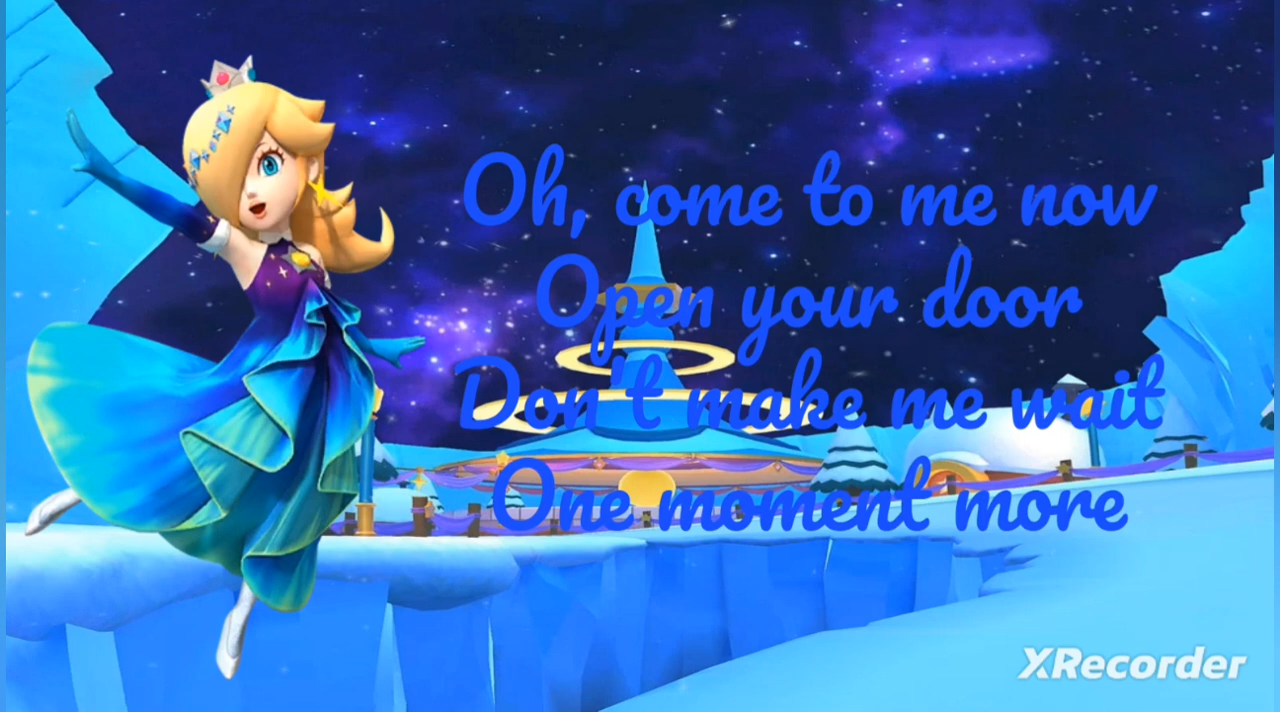 Oh, come to me now
Open your door
Don't make me wait
One moment more
XRecorder